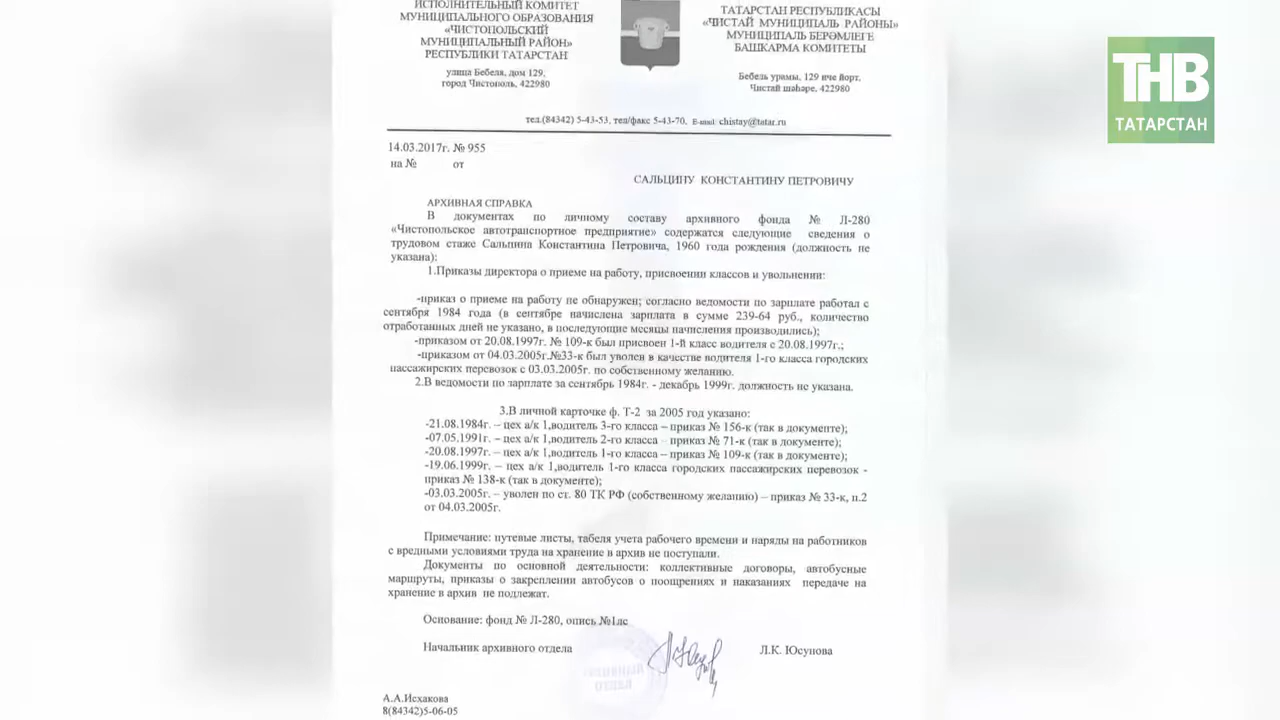 ИСПОЛНИТЕЛЬНЫЙ КОМИТЕТ
МУНИЦИПАЛЬНОГО ОБРАЗОВАНИЯ
«ЧИСТОПОЛЬСКИЙ
МУНИЦИПАЛЬНЫЙ РАЙОН»
РЕСПУБЛИКИ ТАТАРСТАН
улица Бебеля, дом 129,
город Чистополь, 422980
ТАТАРСТАН РЕСПУБЛИКАСЫ
«ЧИСТАЙ МУНИЦИПАЛЬ РАЙОНЫ»
МУНИЦИПАЛЬ БЕРӘМЛЕГЕ
БАШКАРМА КОМИТЕТЫ
Бебель урамы, 129 нче йорт,
Чистай шәһәре, 422980
ТНВ
ТАТАРСТАН
тел.(84342) 5-43-53, тел/факс 5-43-70, E-mail: chistay@tatar.ru
14.03.2017г. № 955
на № от
САЛЬЦИНУ КОНСТАНТИНУ ПЕТРОВИЧУ
АРХИВНАЯ СПРАВКА
В документах по личному составу архивного фонда № Л-280
«Чистопольское автотранспортное предприятие» содержатся следующие сведения о
трудовом стаже Сальцина Константина Петровича, 1960 года рождения (должность не
указана):
1.Приказы директора о приеме на работу, присвоении классов и увольнении:
-приказ о приеме на работу не обнаружен; согласно ведомости по зарплате работал с
сентября 1984 года (в сентябре начислена зарплата в сумме 239-64 руб., количество
отработанных дней не указано, в последующие месяцы начисления производились);
-приказом от 20.08.1997г. № 109-к был присвоен 1-й класс водителя с 20.08.1997г.;
-приказом от 04.03.2005г.№33-к был уволен в качестве водителя 1-го класса городских
пассажирских перевозок с 03.03.2005г. по собственному желанию.
2.В ведомости по зарплате за сентябрь 1984г. - декабрь 1999г. должность не указана.
3.В личной карточке ф. Т-2 за 2005 год указано:
-21.08.1984г. – цех а/к 1,водитель 3-го класса – приказ № 156-к (так в документе);
-07.05.1991г. – цех а/к 1,водитель 2-го класса – приказ № 71-к (так в документе);
-20.08.1997г. – цех а/к 1,водитель 1-го класса – приказ № 109-к (так в документе);
-19.06.1999г. – цех а/к 1,водитель 1-го класса городских пассажирских перевозок -
приказ № 138-к (так в документе);
-03.03.2005г. – уволен по ст. 80 ТК РФ (собственному желанию) – приказ № 33-к, п.2
от 04.03.2005г.
Примечание: путевые листы, табеля учета рабочего времени и наряды на работников
с вредными условиями труда на хранение в архив не поступали.
Документы по основной деятельности: коллективные договоры, автобусные
маршруты, приказы о закреплении автобусов о поощрениях и наказаниях передаче на
хранение в архив не подлежат.
Основание: фонд № Л-280, опись №1лс
Начальник архивного отдела
Л.К. Юсупова
А.А.Исхакова
8(84342)5-06-05